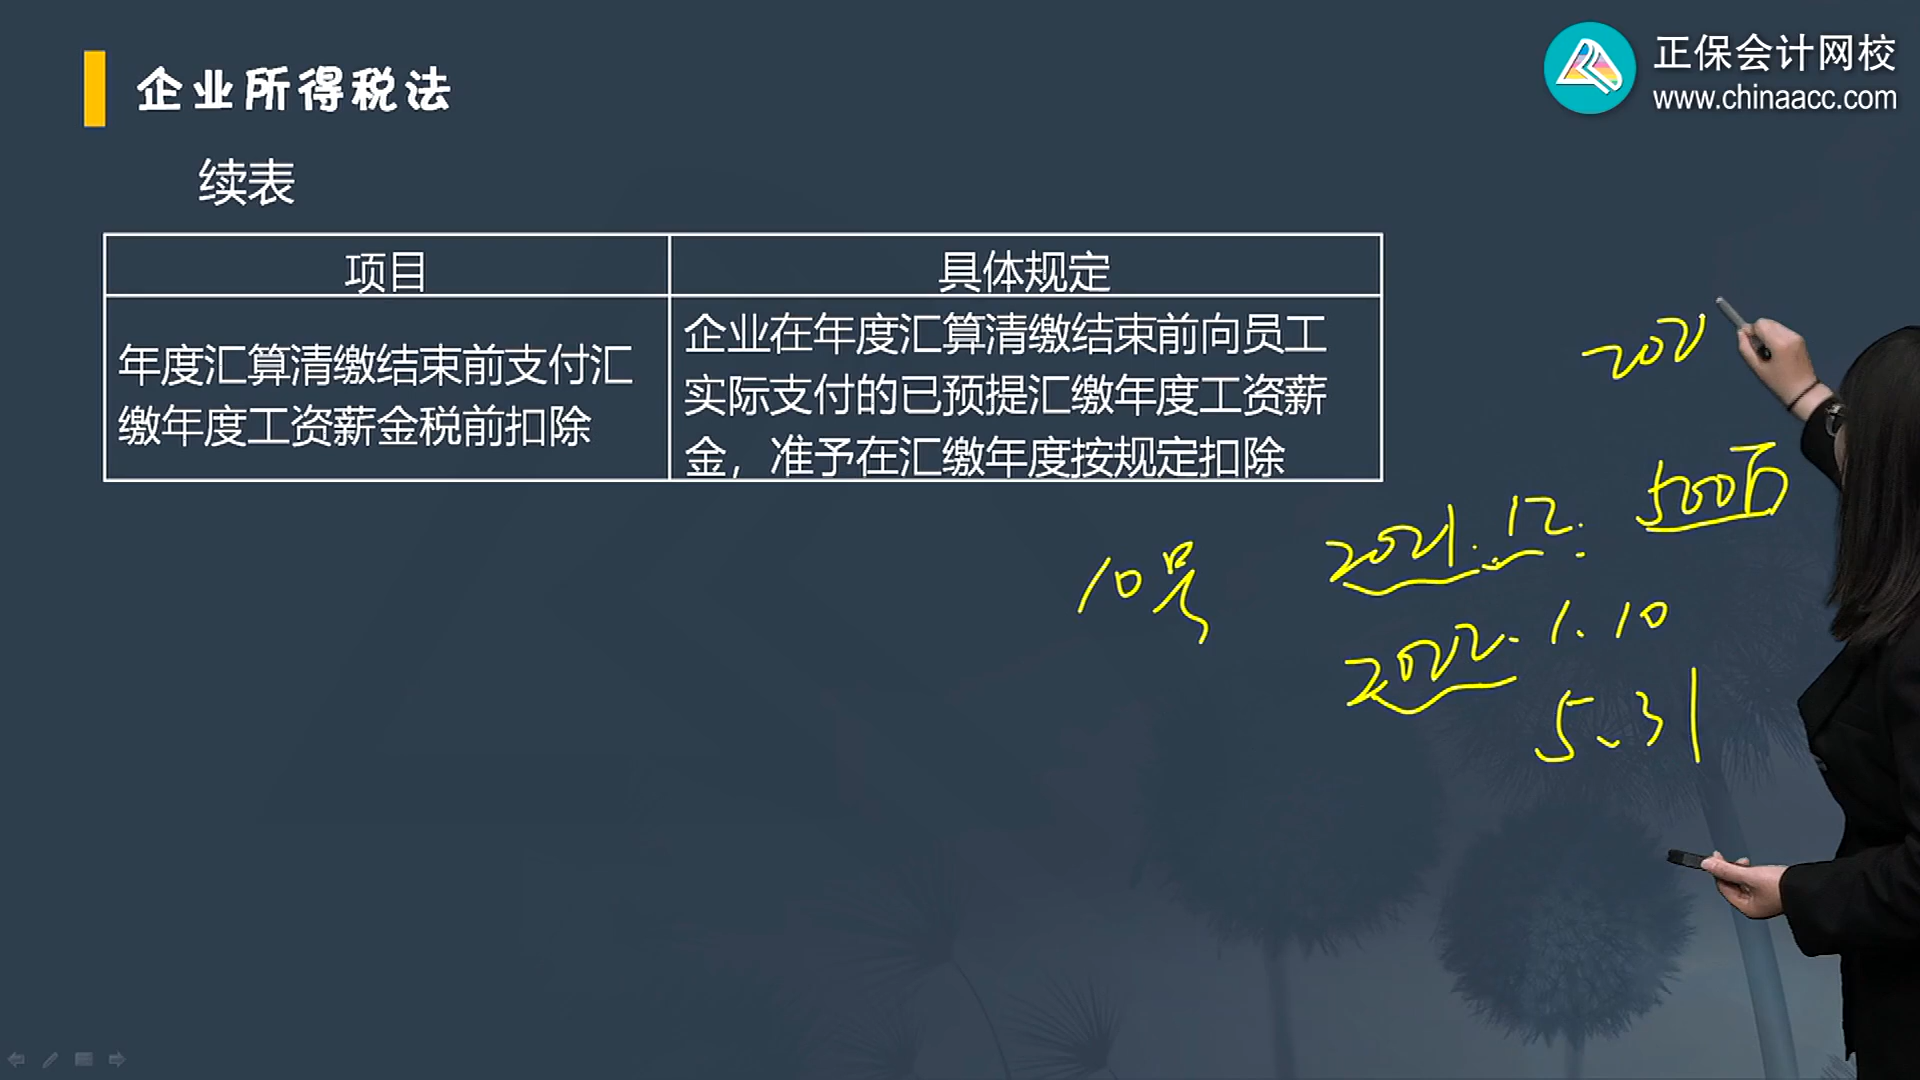 企业所得税法
正保会计网校
www.chinaacc.com
续表
项目
具体规定
年度汇算清缴结束前支付汇
缴年度工资薪金税前扣除
企业在年度汇算清缴结束前向员工
实际支付的已预提汇缴年度工资薪
金，准予在汇缴年度按规定扣除
202
10号
2021.12.
500万
2022.1.10
5.31